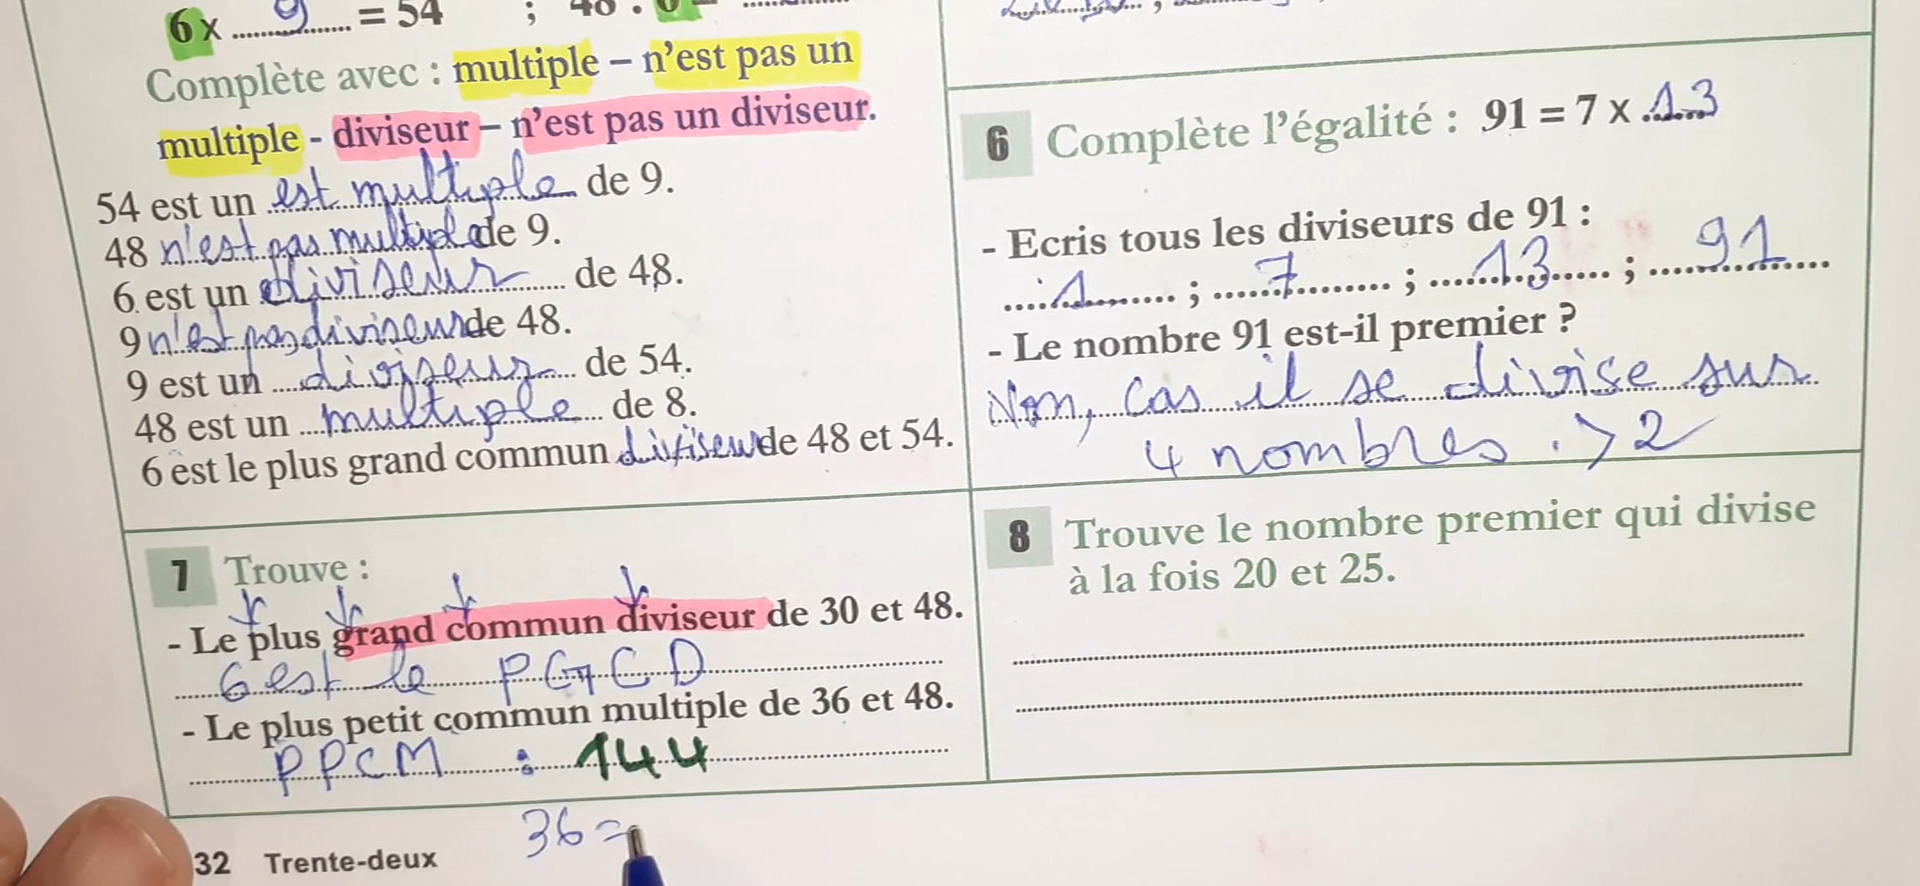 6 x ...9... = 54 ; 48 :
Complète avec : multiple – n'est pas un
multiple - diviseur – n'est pas un diviseur.
54 est un est multiple de 9.
48 n'est pas multiple de 9.
6 est un diviseur de 48.
9 n'est pas diviseur de 48.
9 est un diviseur de 54.
48 est un multiple de 8.
6 est le plus grand commun diviseur de 48 et 54.
6 Complète l'égalité : 91 = 7 x 13
- Ecris tous les diviseurs de 91 :
1 ; 7 ; 13 ; 91
- Le nombre 91 est-il premier ?
Non, cas il se divise sur
4 nombres . > 2
7 Trouve :
- Le plus grand commun diviseur de 30 et 48.
6 est le PGCD
- Le plus petit commun multiple de 36 et 48.
PPCM : 144
36 =
8 Trouve le nombre premier qui divise
à la fois 20 et 25.
32 Trente-deux